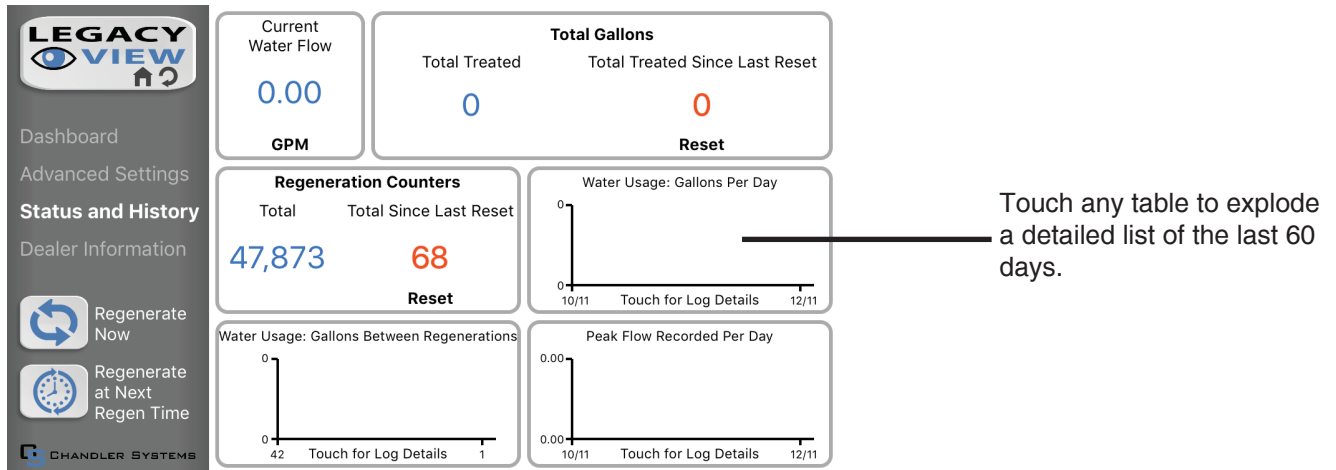 LEGACY
VIEW
Dashboard
Advanced Settings
Status and History
Dealer Information
Regenerate
Now
Regenerate
at Next
Regen Time
CS CHANDLER SYSTEMS
Current
Water Flow
0.00
GPM
Total Gallons
Total Treated
Total Treated Since Last Reset
0
0
Reset
Regeneration Counters
Total
Total Since Last Reset
47,873
68
Reset
Water Usage: Gallons Per Day
0
0
10/11 Touch for Log Details 12/11
Water Usage: Gallons Between Regenerations
0
0
42 Touch for Log Details 1
Peak Flow Recorded Per Day
0.00
0.00
10/11 Touch for Log Details 12/11
Touch any table to explode
a detailed list of the last 60
days.